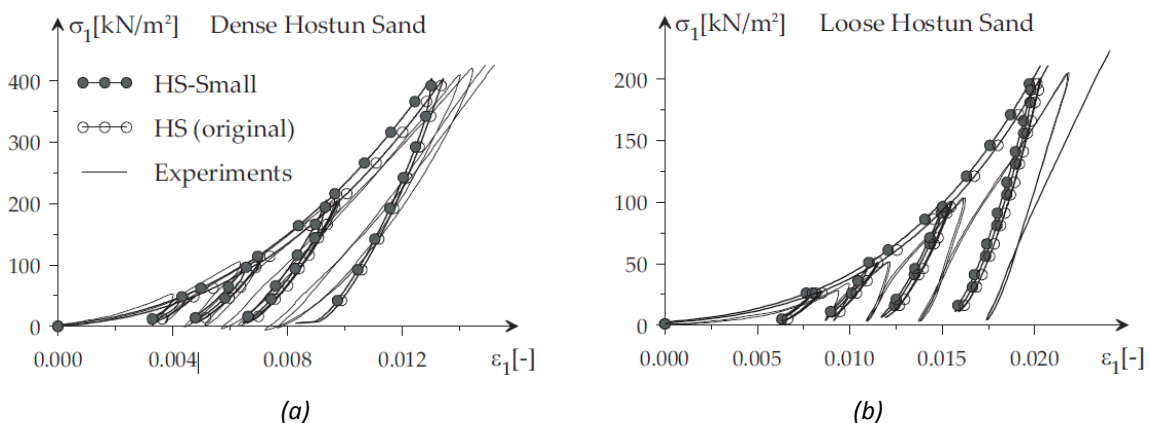 σ₁[kN/m²] Dense Hostun Sand
400
300
200
100
0
HS-Small
HS (original)
Experiments
0.000 0.004 0.008 0.012 ε₁[-]
(a)
σ₁[kN/m²] Loose Hostun Sand
200
150
100
50
0
0.000 0.005 0.010 0.015 0.020 ε₁[-]
(b)